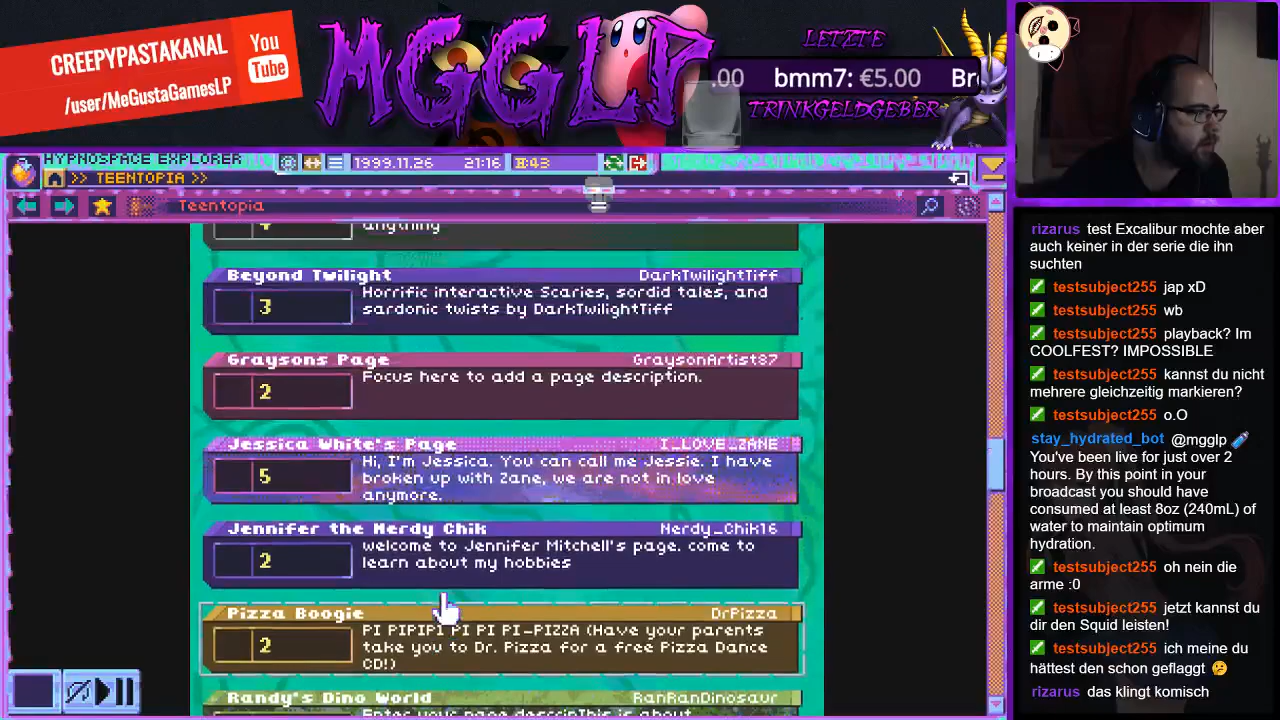 CREEPYPASTAKANAL
/user/MeGustaGamesLP
You
Tube
MGGLP
LETZTE
.00 bmm7: €5.00 Br
TRINKGELDGEBER
HYPNOSPACE EXPLORER
1999.11.26 21:16
:43
>> TEENTOPIA >>
Teentopia
anything
Beyond Twilight DarkTwilightTiff
3
Horrific interactive Scaries, sordid tales, and
sardonic twists by DarkTwilightTiff
Graysons Page GraysonArtist87
2
Focus here to add a page description.
Jessica White's Page I_LOVE_ZANE
5
Hi, I'm Jessica. You can call me Jessie. I have
broken up with Zane, we are not in love
anymore.
Jennifer the Nerdy Chik Nerdy_Chik16
2
welcome to Jennifer Mitchell's page. come to
learn about my hobbies
Pizza Boogie DrPizza
2
PI PIPIPI PI PI PI-PIZZA (Have your parents
take you to Dr. Pizza for a free Pizza Dance
CD!)
Randy's Dino World RanRanDinosaur
Enter your page descripThis is about
rizarus test Excalibur mochte aber
auch keiner in der serie die ihn
suchten
testsubject255 jap xD
testsubject255 wb
testsubject255 playback? Im
COOLFEST? IMPOSSIBLE
testsubject255 kannst du nicht
mehrere gleichzeitig markieren?
testsubject255 o.O
stay_hydrated_bot @mgglp
You've been live for just over 2
hours. By this point in your
broadcast you should have
consumed at least 8oz (240mL) of
water to maintain optimum
hydration.
testsubject255 oh nein die
arme :0
testsubject255 jetzt kannst du
dir den Squid leisten!
testsubject255 ich meine du
hättest den schon geflaggt
rizarus das klingt komisch